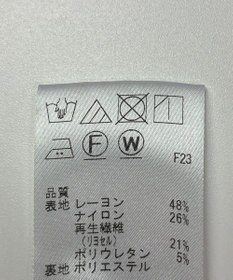 F W F23
品質
表地 レーヨン 48%
ナイロン 26%
再生繊維
(リヨセル) 21%
ポリウレタン 5%
裏地 ポリエステル